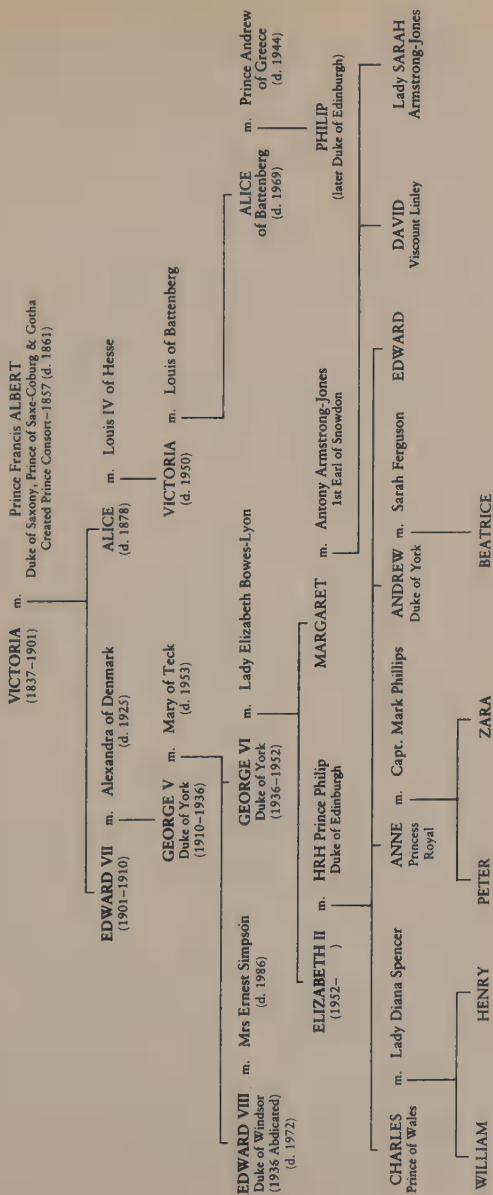 VICTORIA m. Prince Francis ALBERT
(1837–1901) Duke of Saxony, Prince of Saxe-Coburg & Gotha
Created Prince Consort–1857 (d. 1861)
EDWARD VII m. Alexandra of Denmark
(1901–1910) (d. 1925)
ALICE m. Louis IV of Hesse
(d. 1878)
GEORGE V m. Mary of Teck
Duke of York (d. 1953)
(1910–1936)
VICTORIA m. Louis of Battenberg
(d. 1950)
EDWARD VIII m. Mrs Ernest Simpson
Duke of Windsor (d. 1986)
(1936 Abdicated)
(d. 1972)
GEORGE VI m. Lady Elizabeth Bowes-Lyon
Duke of York
(1936–1952)
ALICE m. Prince Andrew
of Battenberg of Greece
(d. 1969) (d. 1944)
ELIZABETH II m. HRH Prince Philip
(1952– ) Duke of Edinburgh
MARGARET m. Antony Armstrong-Jones
1st Earl of Snowdon
PHILIP
(later Duke of Edinburgh)
CHARLES m. Lady Diana Spencer
Prince of Wales
ANNE m. Capt. Mark Phillips
Princess
Royal
ANDREW m. Sarah Ferguson
Duke of York
EDWARD
DAVID
Viscount Linley
Lady SARAH
Armstrong-Jones
WILLIAM HENRY PETER ZARA BEATRICE